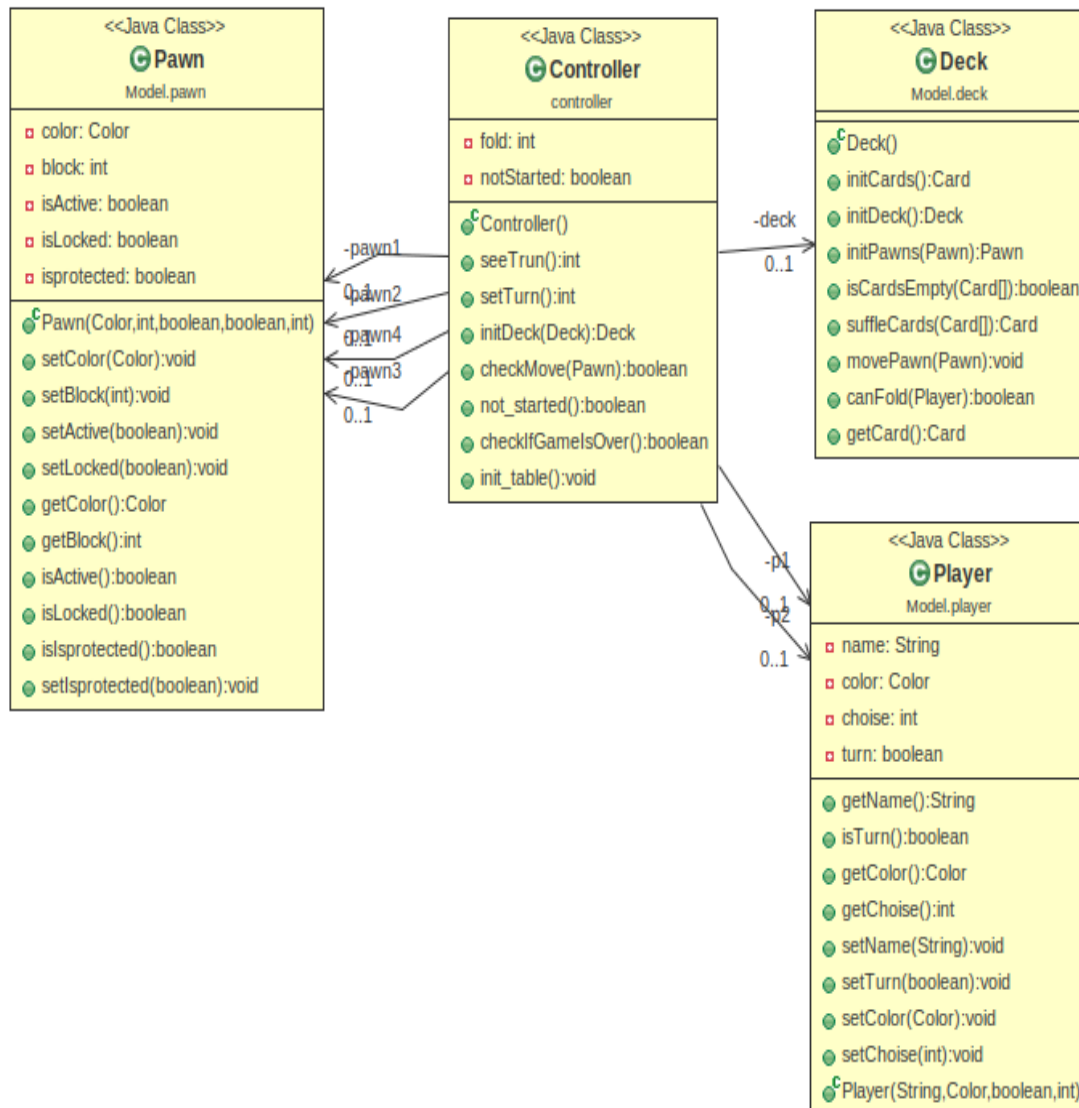 <<Java Class>>
Pawn
Model.pawn
color: Color
block: int
isActive: boolean
isLocked: boolean
isprotected: boolean
Pawn(Color,int,boolean,boolean,int)
setColor(Color):void
setBlock(int):void
setActive(boolean):void
setLocked(boolean):void
getColor():Color
getBlock():int
isActive():boolean
isLocked():boolean
isIsprotected():boolean
setIsprotected(boolean):void
-pawn1
0..1
-pawn2
0..1
-pawn4
0..1
-pawn3
0..1
<<Java Class>>
Controller
controller
fold: int
notStarted: boolean
Controller()
seeTrun():int
setTurn():int
initDeck(Deck):Deck
checkMove(Pawn):boolean
not_started():boolean
checkIfGameIsOver():boolean
init_table():void
-deck
0..1
<<Java Class>>
Deck
Model.deck
Deck()
initCards():Card
initDeck():Deck
initPawns(Pawn):Pawn
isCardsEmpty(Card[]):boolean
suffleCards(Card[]):Card
movePawn(Pawn):void
canFold(Player):boolean
getCard():Card
-p1
0..1
-p2
0..1
<<Java Class>>
Player
Model.player
name: String
color: Color
choise: int
turn: boolean
getName():String
isTurn():boolean
getColor():Color
getChoise():int
setName(String):void
setTurn(boolean):void
setColor(Color):void
setChoise(int):void
Player(String,Color,boolean,int)